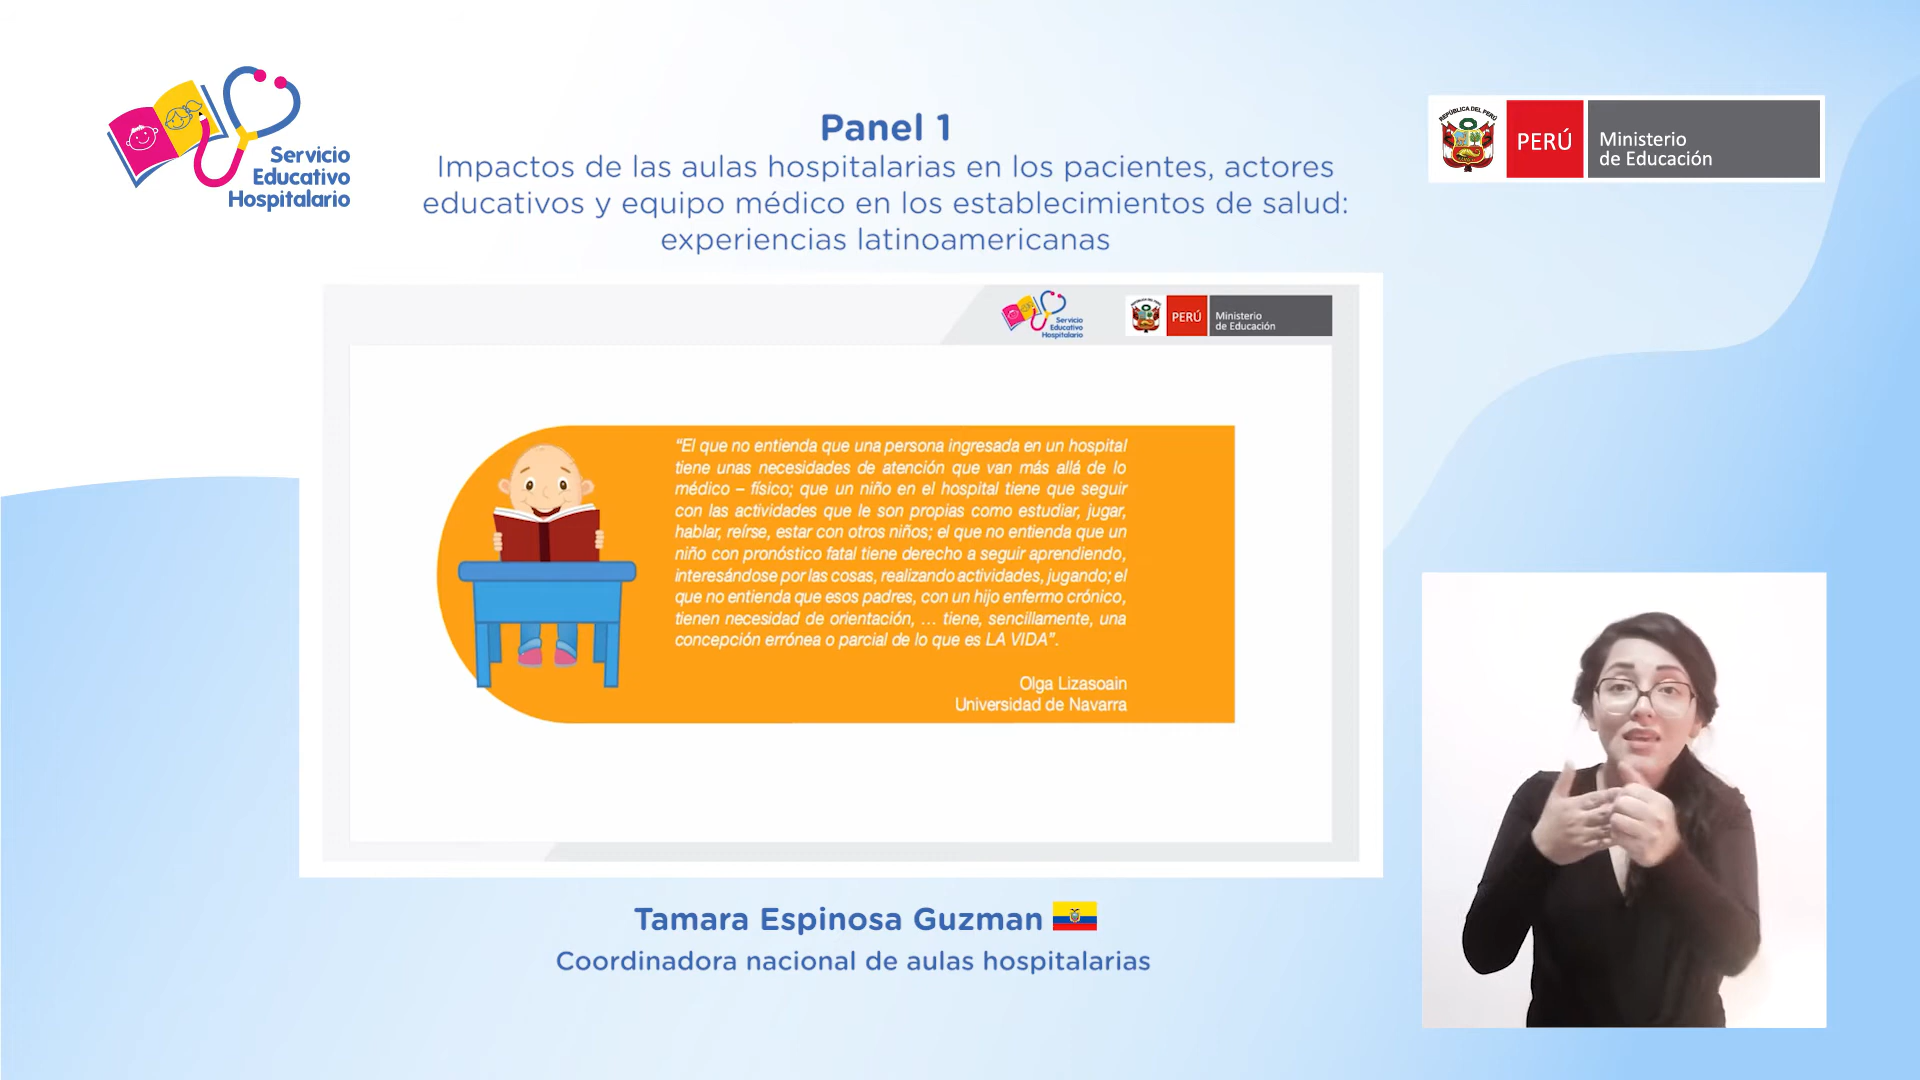 Servicio
Educativo
Hospitalario
Panel 1
Impactos de las aulas hospitalarias en los pacientes, actores
educativos y equipo médico en los establecimientos de salud:
experiencias latinoamericanas
REPÚBLICA DEL PERÚ
PERÚ
Ministerio
de Educación
Servicio
Educativo
Hospitalario
PERÚ
Ministerio
de Educación
“El que no entienda que una persona ingresada en un hospital
tiene unas necesidades de atención que van más allá de lo
médico – físico; que un niño en el hospital tiene que seguir
con las actividades que le son propias como estudiar, jugar,
hablar, reírse, estar con otros niños; el que no entienda que un
niño con pronóstico fatal tiene derecho a seguir aprendiendo,
interesándose por las cosas, realizando actividades, jugando; el
que no entienda que esos padres, con un hijo enfermo crónico,
tienen necesidad de orientación, … tiene, sencillamente, una
concepción errónea o parcial de lo que es LA VIDA”.
Olga Lizasoain
Universidad de Navarra
Tamara Espinosa Guzman
Coordinadora nacional de aulas hospitalarias